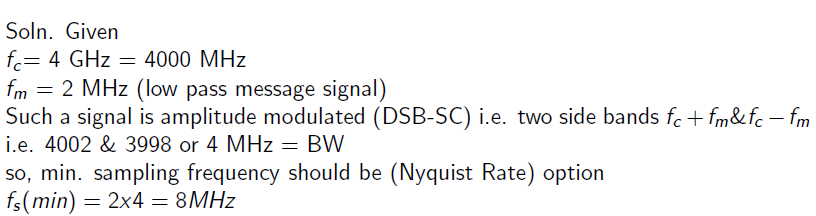 Soln. Given
f_c= 4 GHz = 4000 MHz
f_m = 2 MHz (low pass message signal)
Such a signal is amplitude modulated (DSB-SC) i.e. two side bands f_c + f_m&f_c − f_m
i.e. 4002 & 3998 or 4 MHz = BW
so, min. sampling frequency should be (Nyquist Rate) option
f_s(min) = 2x4 = 8MHz